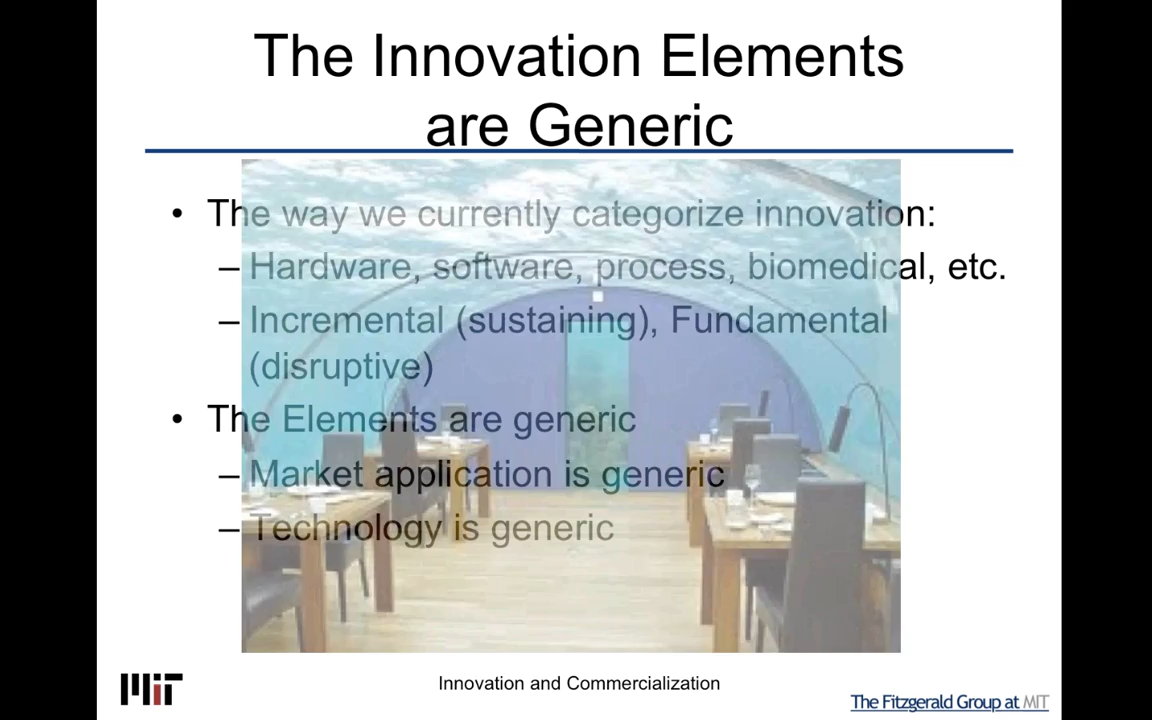 The Innovation Elements
are Generic
• The way we currently categorize innovation:
– Hardware, software, process, biomedical, etc.
– Incremental (sustaining), Fundamental
(disruptive)
• The Elements are generic
– Market application is generic
– Technology is generic
MIT
Innovation and Commercialization
The Fitzgerald Group at MIT